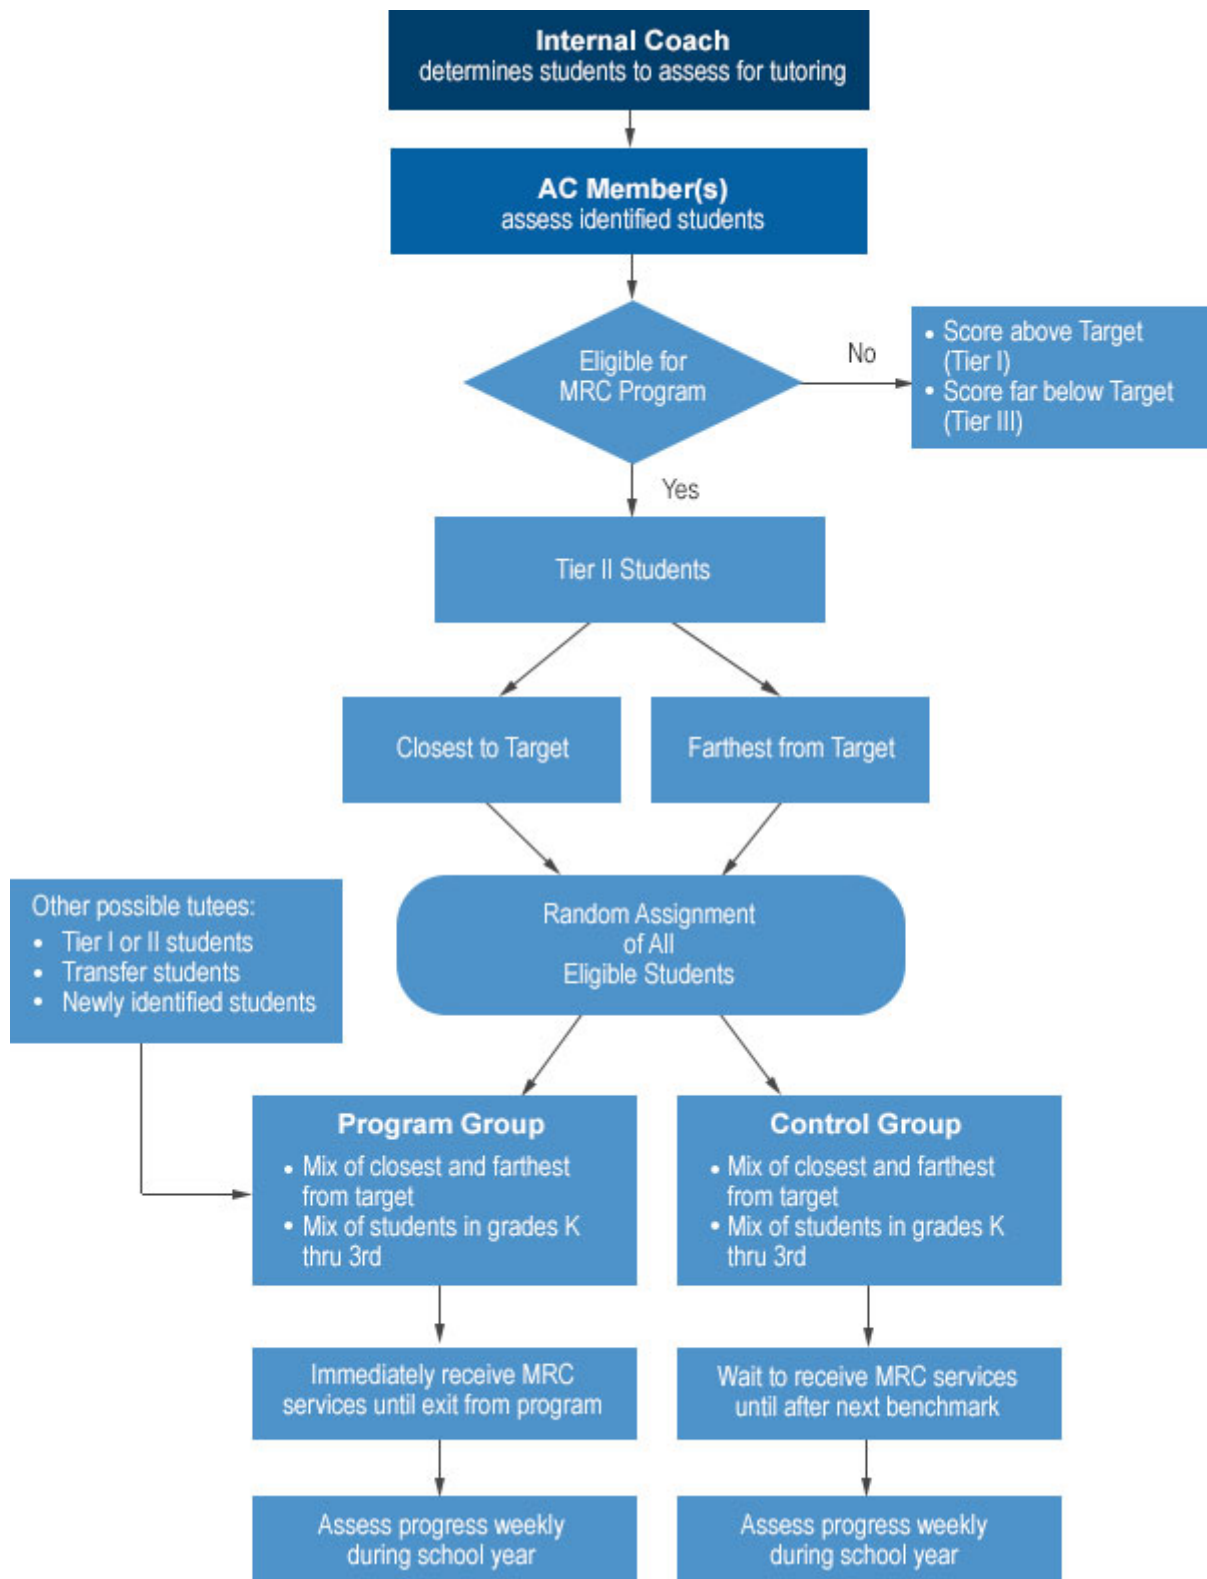 Internal Coach
determines students to assess for tutoring
AC Member(s)
assess identified students
Eligible for
MRC Program
No
• Score above Target
(Tier I)
• Score far below Target
(Tier III)
Yes
Tier II Students
Closest to Target
Farthest from Target
Other possible tutees:
• Tier I or II students
• Transfer students
• Newly identified students
Random Assignment
of All
Eligible Students
Program Group
• Mix of closest and farthest
from target
• Mix of students in grades K
thru 3rd
Control Group
• Mix of closest and farthest
from target
• Mix of students in grades K
thru 3rd
Immediately receive MRC
services until exit from program
Wait to receive MRC services
until after next benchmark
Assess progress weekly
during school year
Assess progress weekly
during school year